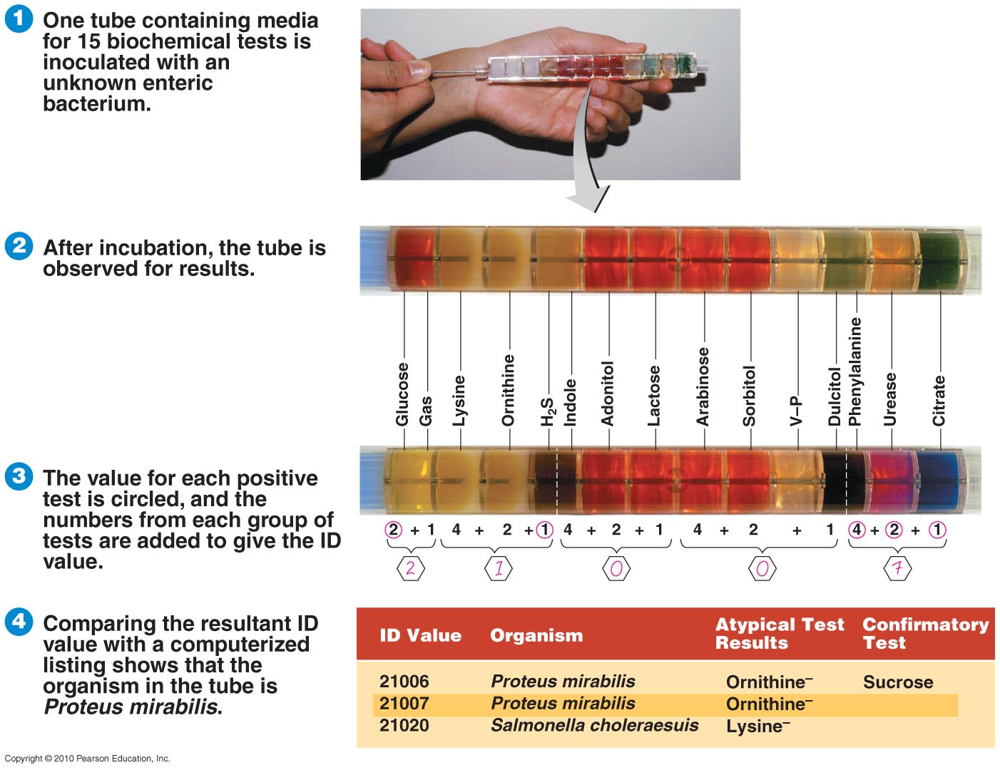 1 One tube containing media
for 15 biochemical tests is
inoculated with an
unknown enteric
bacterium.
2 After incubation, the tube is
observed for results.
Glucose
Gas
Lysine
Ornithine
H₂S
Indole
Adonitol
Lactose
Arabinose
Sorbitol
V–P
Dulcitol
Phenylalanine
Urease
Citrate
3 The value for each positive
test is circled, and the
numbers from each group of
tests are added to give the ID
value.
2 + 1 4 + 2 + 1 4 + 2 + 1 4 + 2 + 1 4 + 2 + 1
2 1 0 0 7
4 Comparing the resultant ID
value with a computerized
listing shows that the
organism in the tube is
Proteus mirabilis.
ID Value Organism Atypical Test Results Confirmatory Test
21006 Proteus mirabilis Ornithine– Sucrose
21007 Proteus mirabilis Ornithine–
21020 Salmonella choleraesuis Lysine–
Copyright © 2010 Pearson Education, Inc.